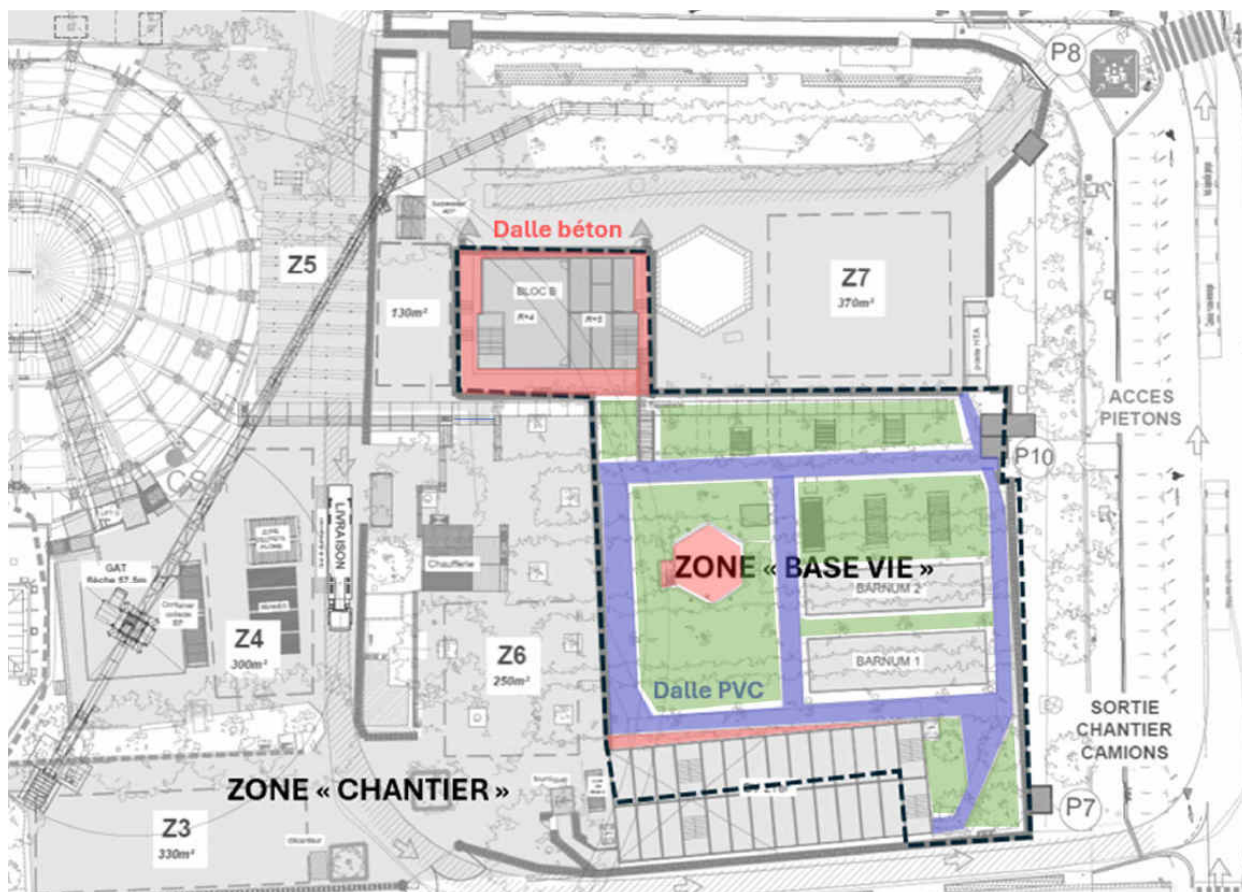 P8
Dalle béton
Z5
BLOC B
Z7
370m²
130m²
R+4
R+5
ACCES
PIETONS
P10
LIVRAISON
GAT
flèche 57.5m
Chaufferie
ZONE « BASE VIE »
BARNUM 2
Z4
300m²
Z6
250m²
BARNUM 1
Dalle PVC
SORTIE
CHANTIER
CAMIONS
ZONE « CHANTIER »
P7
Z3
330m²